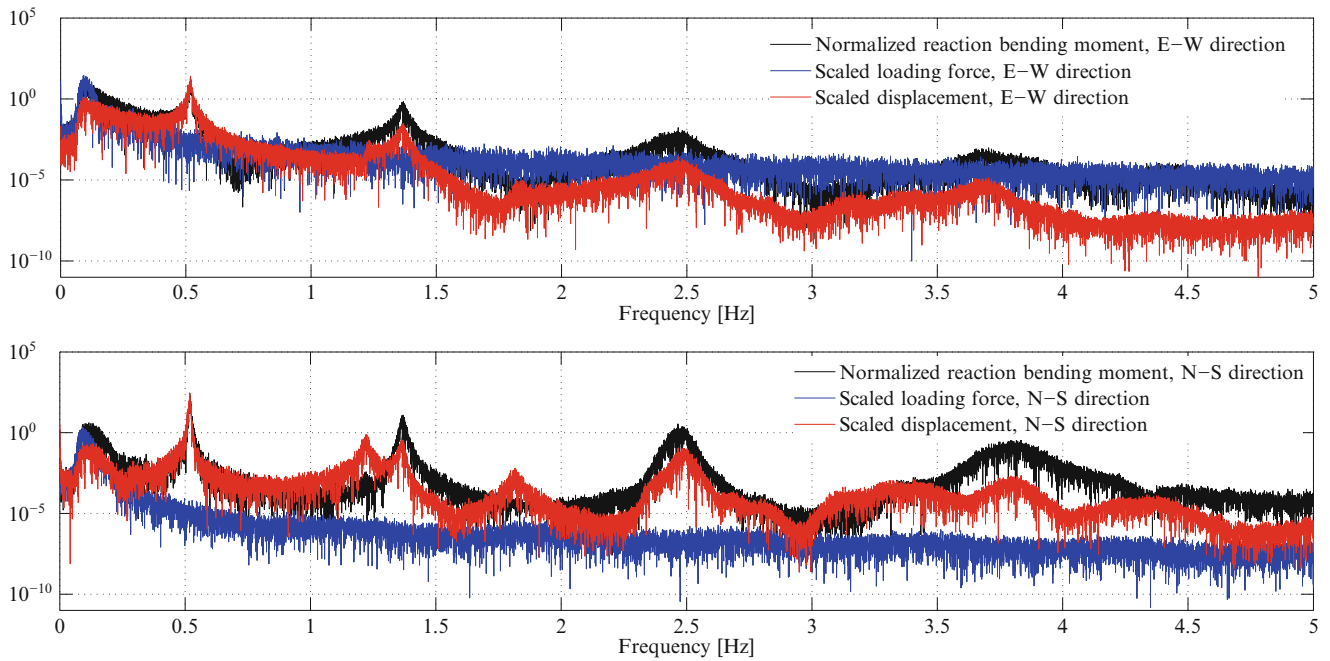 10^5
10^0
10^−5
10^−10
Normalized reaction bending moment, E−W direction
Scaled loading force, E−W direction
Scaled displacement, E−W direction
0 0.5 1 1.5 2 2.5 3 3.5 4 4.5 5
Frequency [Hz]
10^5
10^0
10^−5
10^−10
Normalized reaction bending moment, N−S direction
Scaled loading force, N−S direction
Scaled displacement, N−S direction
0 0.5 1 1.5 2 2.5 3 3.5 4 4.5 5
Frequency [Hz]